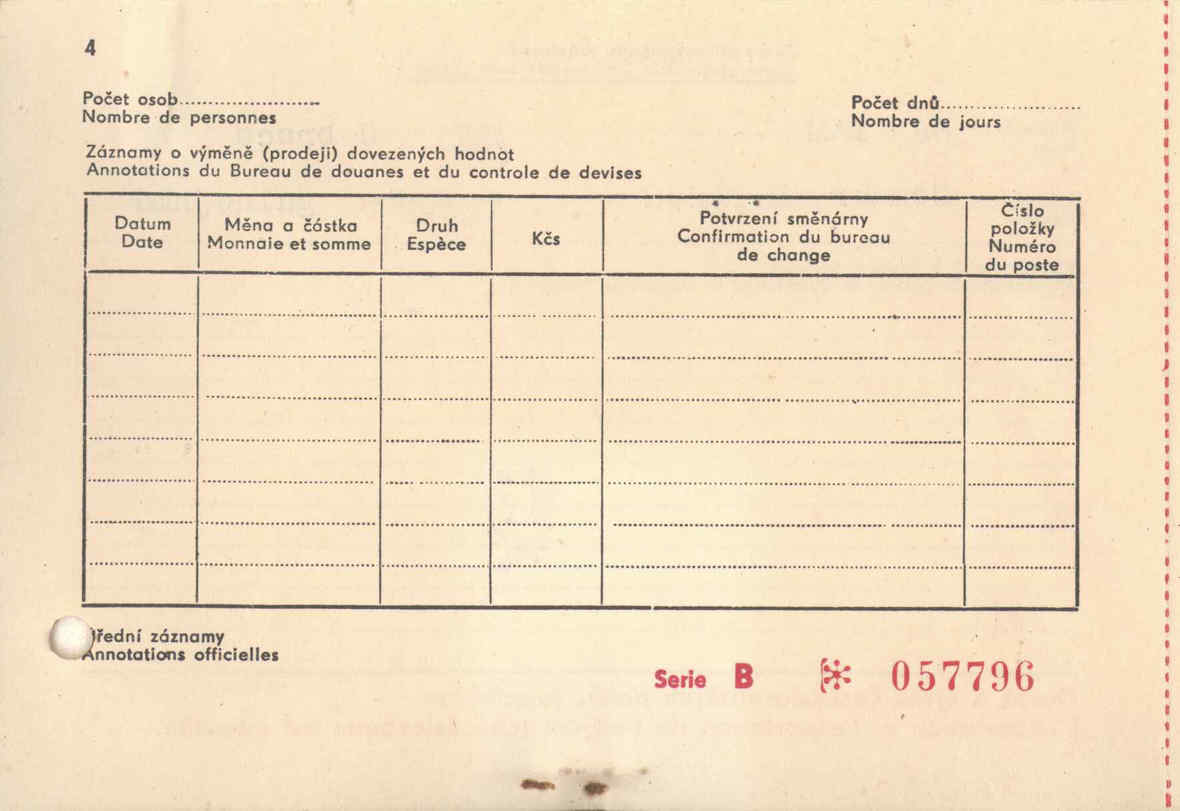 4
Počet osob........................
Nombre de personnes
Počet dnů........................
Nombre de jours
Záznamy o výměně (prodeji) dovezených hodnot
Annotations du Bureau de douanes et du controle de devises
Datum
Date
Měna a částka
Monnaie et somme
Druh
Espèce
Kčs
Potvrzení směnárny
Confirmation du bureau
de change
Číslo
položky
Numéro
du poste
řední záznamy
Annotations officielles
Serie B * 057796